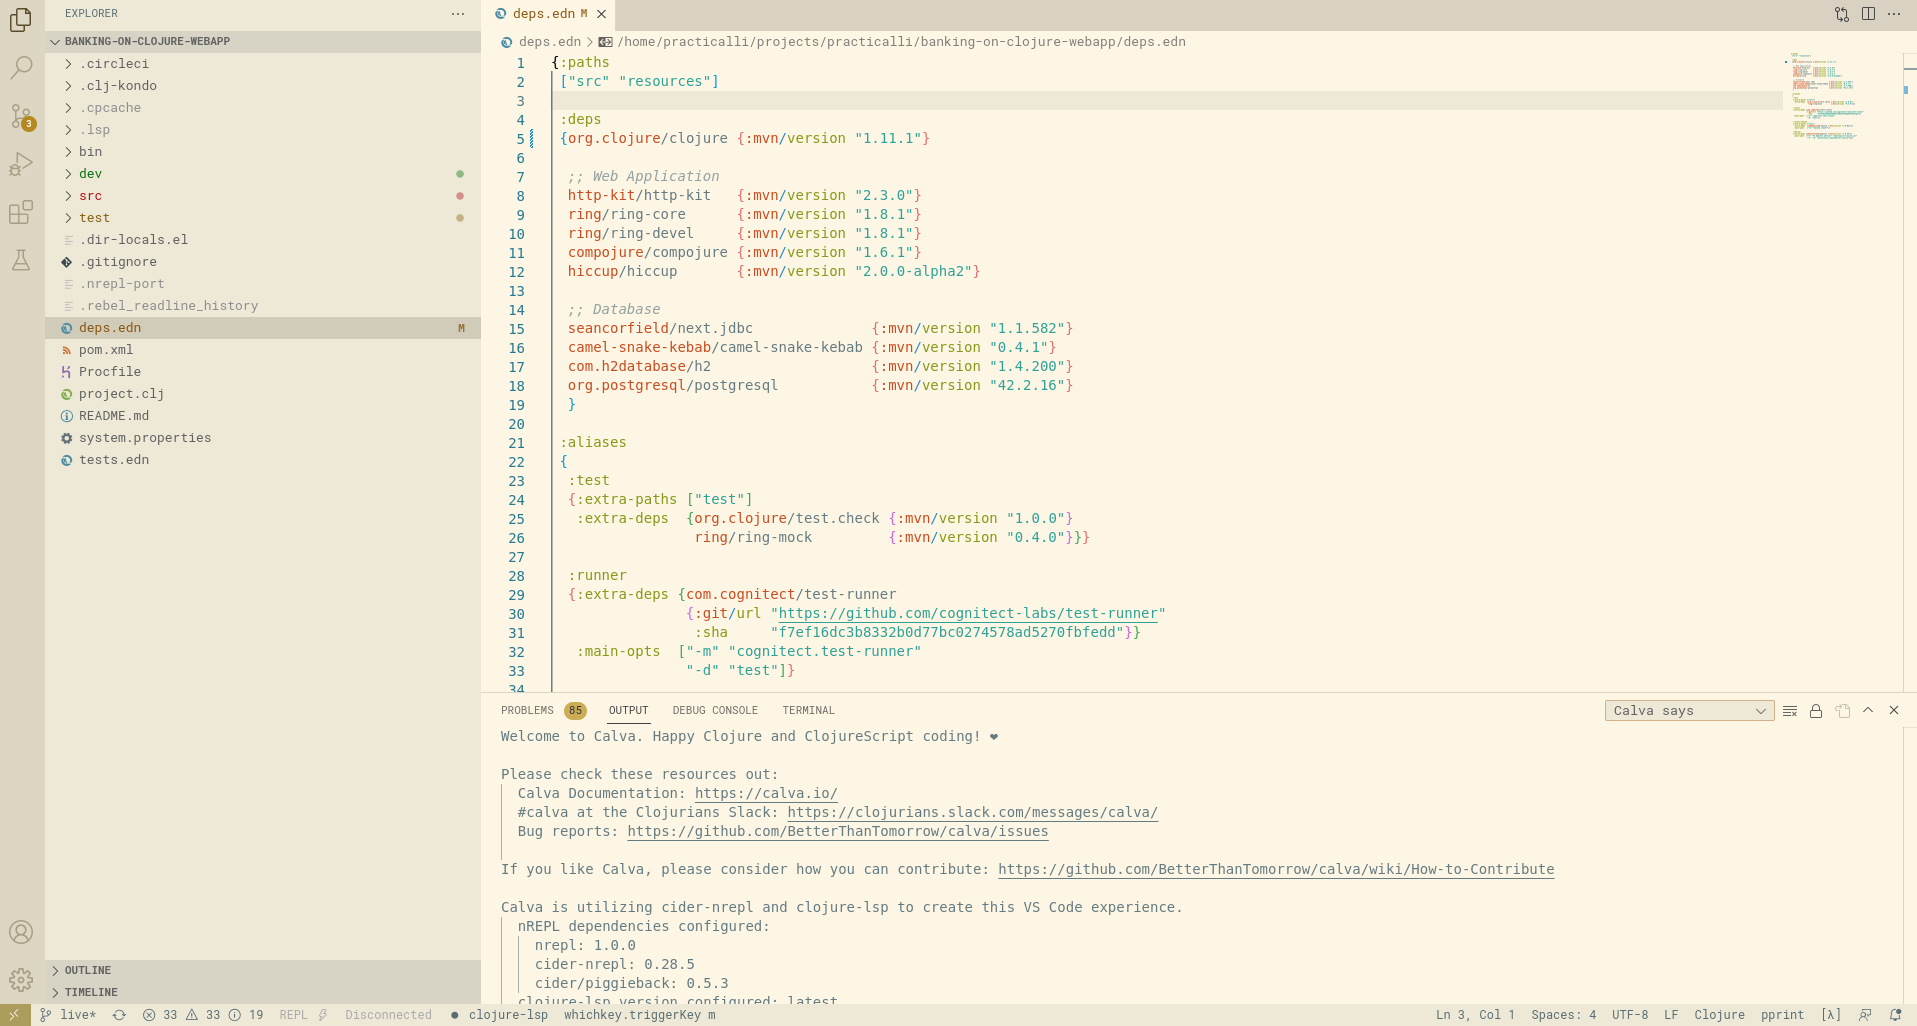 EXPLORER
BANKING-ON-CLOJURE-WEBAPP
.circleci
.clj-kondo
.cpcache
.lsp
3
bin
dev
src
test
.dir-locals.el
.gitignore
.nrepl-port
.rebel_readline_history
deps.edn M
pom.xml
Procfile
project.clj
README.md
system.properties
tests.edn
OUTLINE
TIMELINE
deps.edn M
deps.edn > /home/practicalli/projects/practicalli/banking-on-clojure-webapp/deps.edn
1 {:paths
2 ["src" "resources"]
3
4 :deps
5 {org.clojure/clojure {:mvn/version "1.11.1"}
6
7 ;; Web Application
8 http-kit/http-kit {:mvn/version "2.3.0"}
9 ring/ring-core {:mvn/version "1.8.1"}
10 ring/ring-devel {:mvn/version "1.8.1"}
11 compojure/compojure {:mvn/version "1.6.1"}
12 hiccup/hiccup {:mvn/version "2.0.0-alpha2"}
13
14 ;; Database
15 seancorfield/next.jdbc {:mvn/version "1.1.582"}
16 camel-snake-kebab/camel-snake-kebab {:mvn/version "0.4.1"}
17 com.h2database/h2 {:mvn/version "1.4.200"}
18 org.postgresql/postgresql {:mvn/version "42.2.16"}
19 }
20
21 :aliases
22 {
23 :test
24 {:extra-paths ["test"]
25 :extra-deps {org.clojure/test.check {:mvn/version "1.0.0"}
26 ring/ring-mock {:mvn/version "0.4.0"}}}
27
28 :runner
29 {:extra-deps {com.cognitect/test-runner
30 {:git/url "https://github.com/cognitect-labs/test-runner"
31 :sha "f7ef16dc3b8332b0d77bc0274578ad5270fbfedd"}}
32 :main-opts ["-m" "cognitect.test-runner"
33 "-d" "test"]}
34
PROBLEMS 85 OUTPUT DEBUG CONSOLE TERMINAL Calva says
Welcome to Calva. Happy Clojure and ClojureScript coding! ❤
Please check these resources out:
Calva Documentation: https://calva.io/
#calva at the Clojurians Slack: https://clojurians.slack.com/messages/calva/
Bug reports: https://github.com/BetterThanTomorrow/calva/issues
If you like Calva, please consider how you can contribute: https://github.com/BetterThanTomorrow/calva/wiki/How-to-Contribute
Calva is utilizing cider-nrepl and clojure-lsp to create this VS Code experience.
nREPL dependencies configured:
nrepl: 1.0.0
cider-nrepl: 0.28.5
cider/piggieback: 0.5.3
clojure-lsp version configured: latest
live* 33 33 19 REPL Disconnected clojure-lsp whichkey.triggerKey m Ln 3, Col 1 Spaces: 4 UTF-8 LF Clojure pprint [λ]